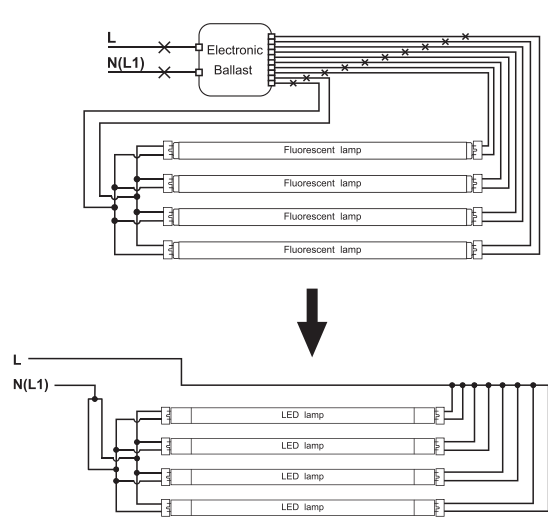 L
N(L1)
Electronic
Ballast
Fluorescent lamp
Fluorescent lamp
Fluorescent lamp
Fluorescent lamp
L
N(L1)
LED lamp
LED lamp
LED lamp
LED lamp